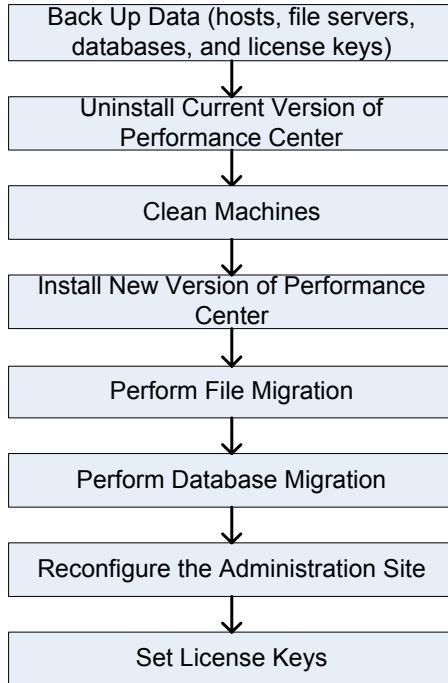 Back Up Data (hosts, file servers,
databases, and license keys)
Uninstall Current Version of
Performance Center
Clean Machines
Install New Version of Performance
Center
Perform File Migration
Perform Database Migration
Reconfigure the Administration Site
Set License Keys